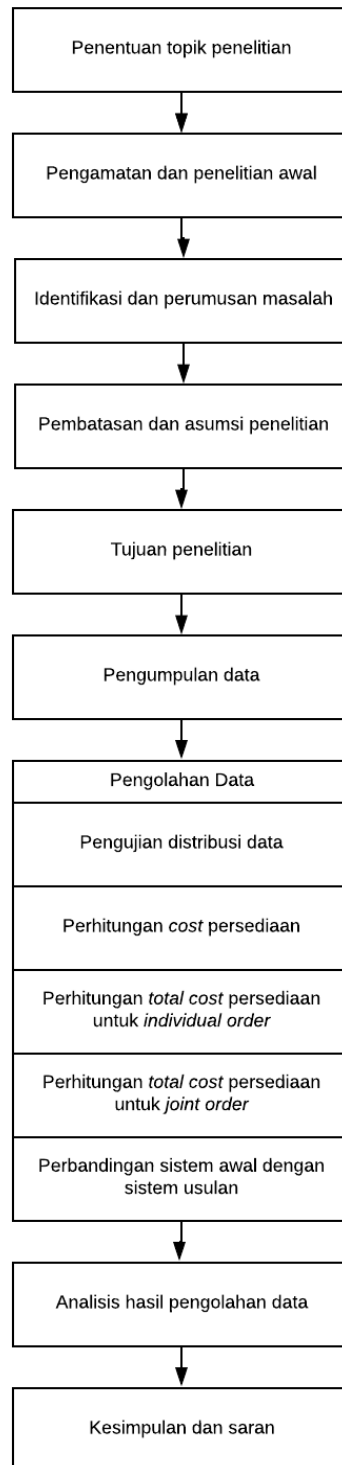 Penentuan topik penelitian
Pengamatan dan penelitian awal
Identifikasi dan perumusan masalah
Pembatasan dan asumsi penelitian
Tujuan penelitian
Pengumpulan data
Pengolahan Data
Pengujian distribusi data
Perhitungan cost persediaan
Perhitungan total cost persediaan
untuk individual order
Perhitungan total cost persediaan
untuk joint order
Perbandingan sistem awal dengan
sistem usulan
Analisis hasil pengolahan data
Kesimpulan dan saran